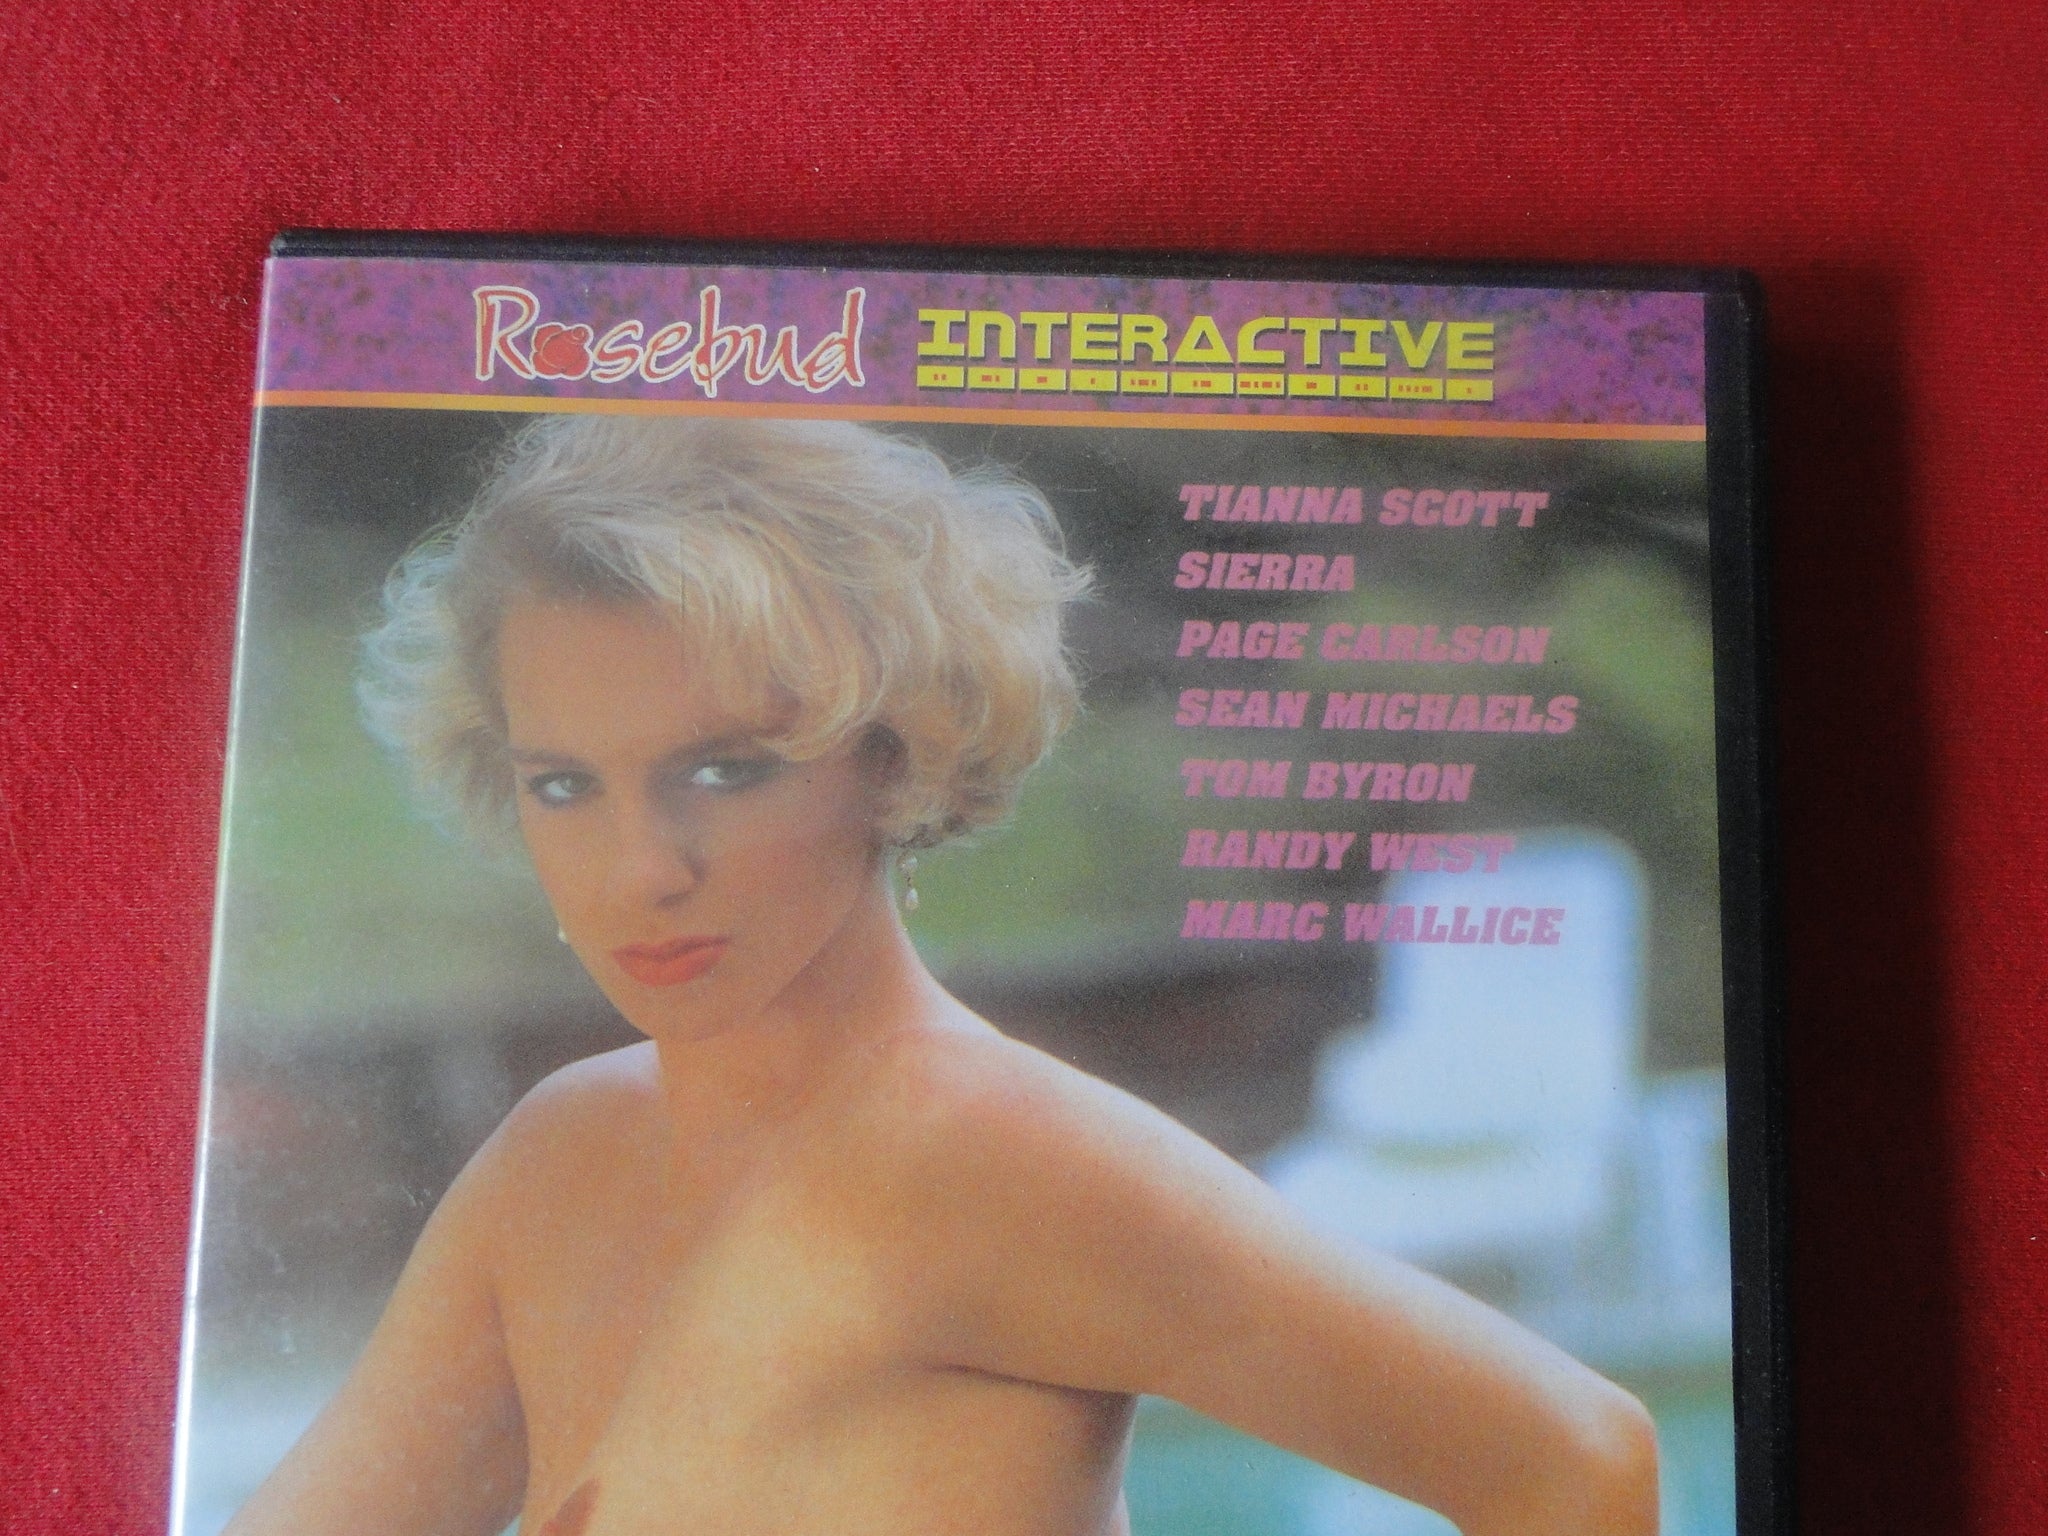 Rosebud INTERACTIVE
TIANNA SCOTT
SIERRA
PAGE CARLSON
SEAN MICHAELS
TOM BYRON
RANDY WEST
MARC WALLICE